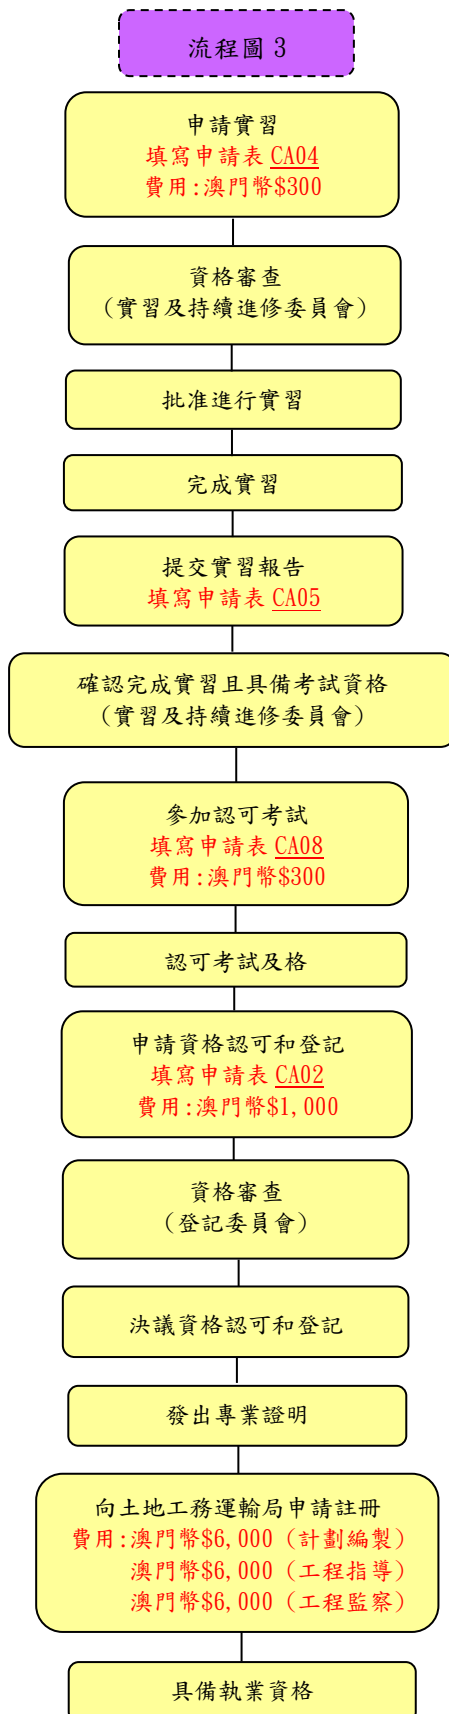 流程圖 3
申請實習
填寫申請表 CA04
費用:澳門幣$300
資格審查
(實習及持續進修委員會)
批准進行實習
完成實習
提交實習報告
填寫申請表 CA05
確認完成實習且具備考試資格
(實習及持續進修委員會)
參加認可考試
填寫申請表 CA08
費用:澳門幣$300
認可考試及格
申請資格認可和登記
填寫申請表 CA02
費用:澳門幣$1,000
資格審查
(登記委員會)
決議資格認可和登記
發出專業證明
向土地工務運輸局申請註冊
費用:澳門幣$6,000 (計劃編製)
澳門幣$6,000 (工程指導)
澳門幣$6,000 (工程監察)
具備執業資格